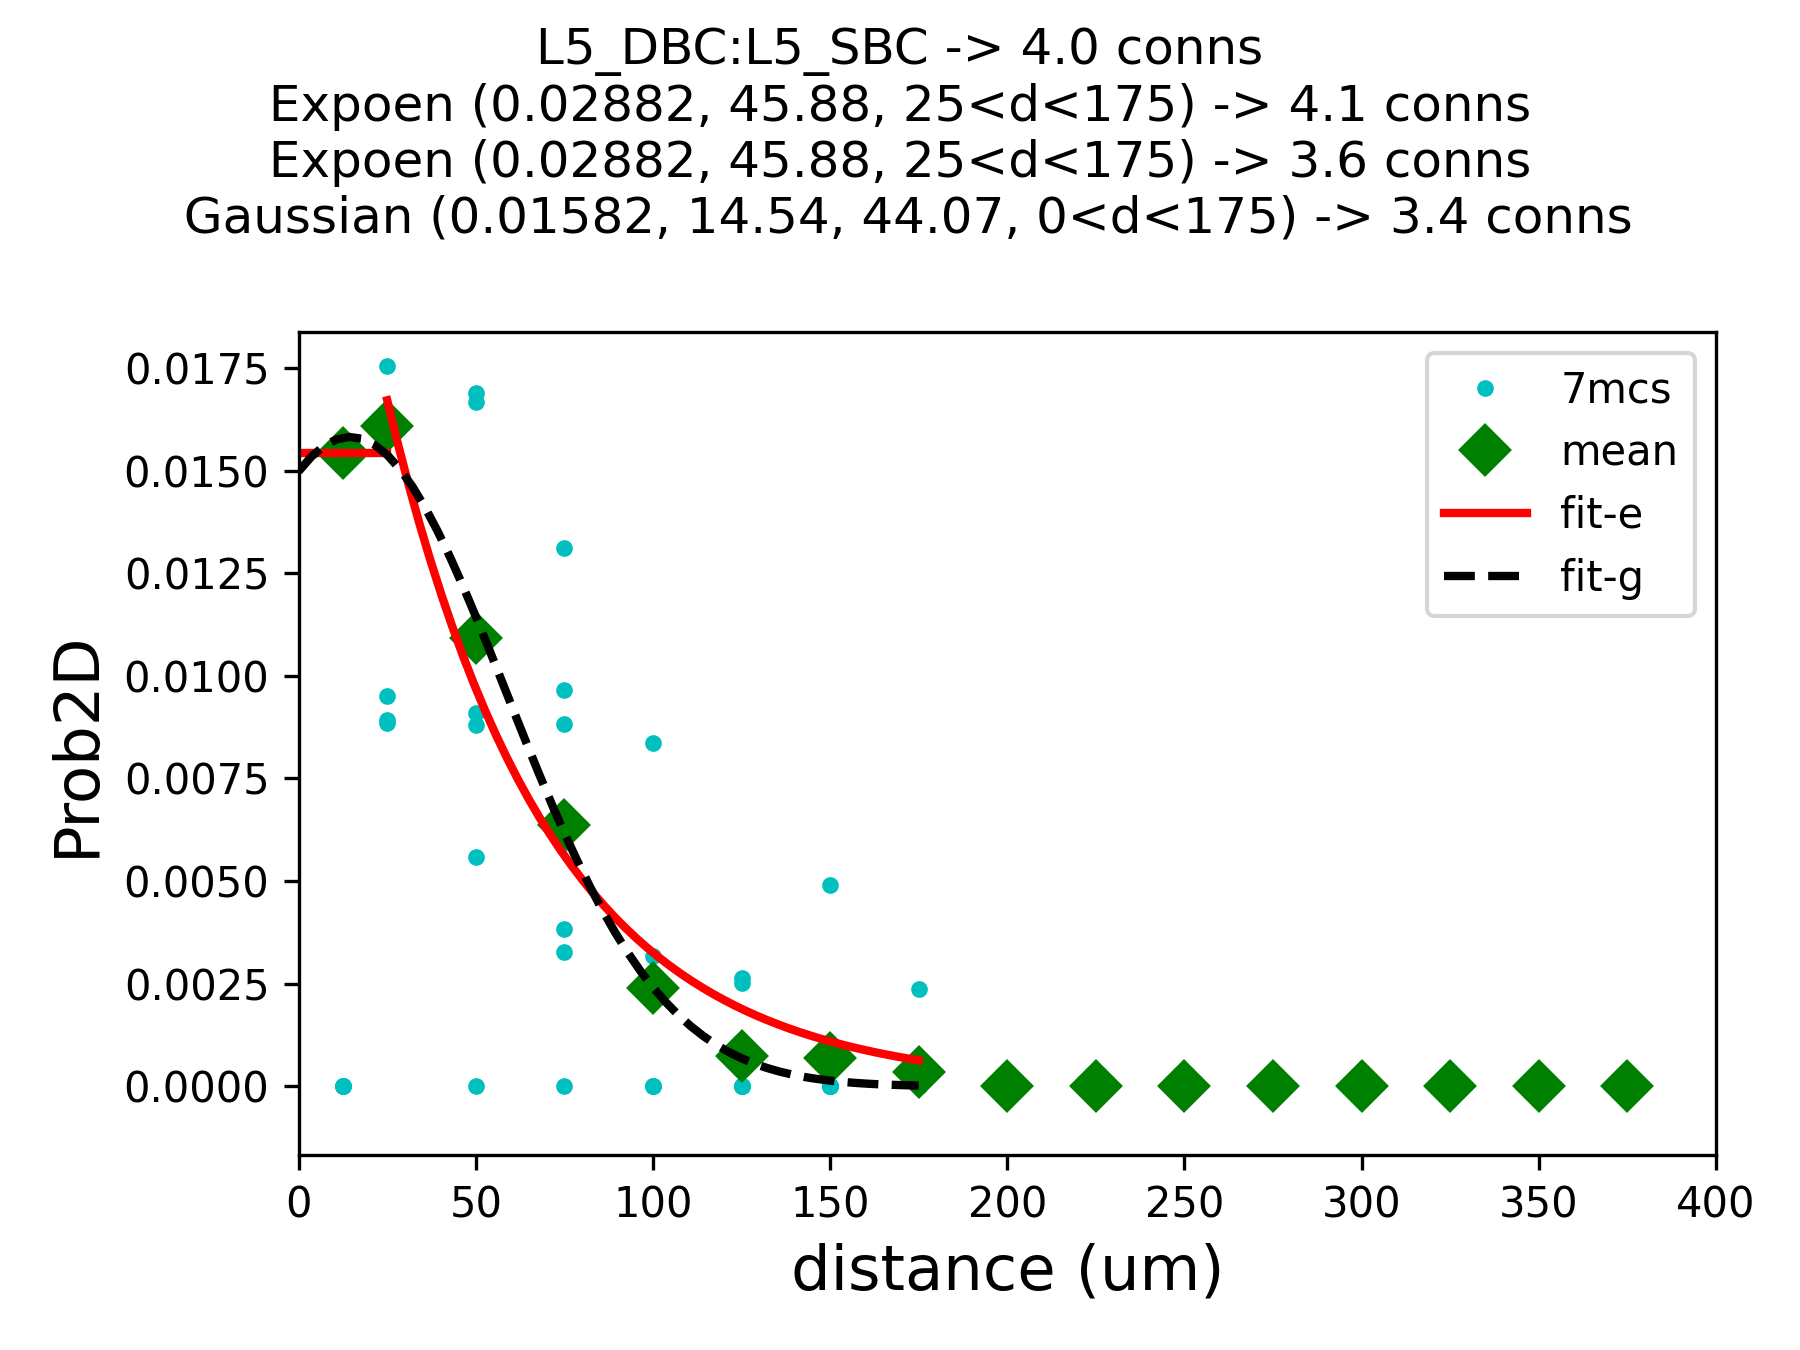 L5_DBC:L5_SBC -> 4.0 conns
Expoen (0.02882, 45.88, 25<d<175) -> 4.1 conns
Expoen (0.02882, 45.88, 25<d<175) -> 3.6 conns
Gaussian (0.01582, 14.54, 44.07, 0<d<175) -> 3.4 conns
7mcs
mean
fit-e
fit-g
Prob2D
0.0175
0.0150
0.0125
0.0100
0.0075
0.0050
0.0025
0.0000
0 50 100 150 200 250 300 350 400
distance (um)